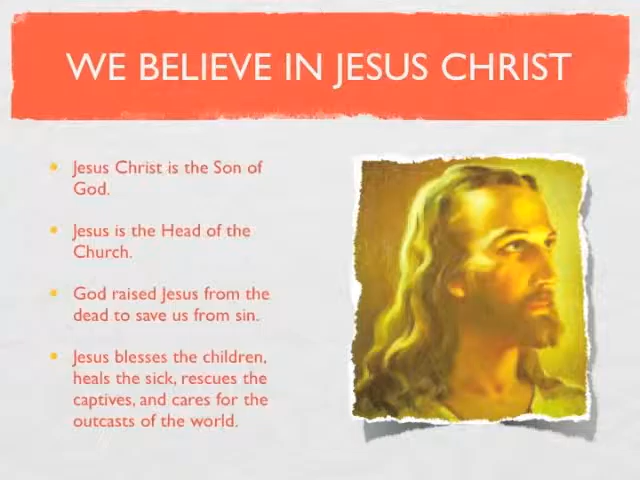 WE BELIEVE IN JESUS CHRIST
• Jesus Christ is the Son of
God.
• Jesus is the Head of the
Church.
• God raised Jesus from the
dead to save us from sin.
• Jesus blesses the children,
heals the sick, rescues the
captives, and cares for the
outcasts of the world.